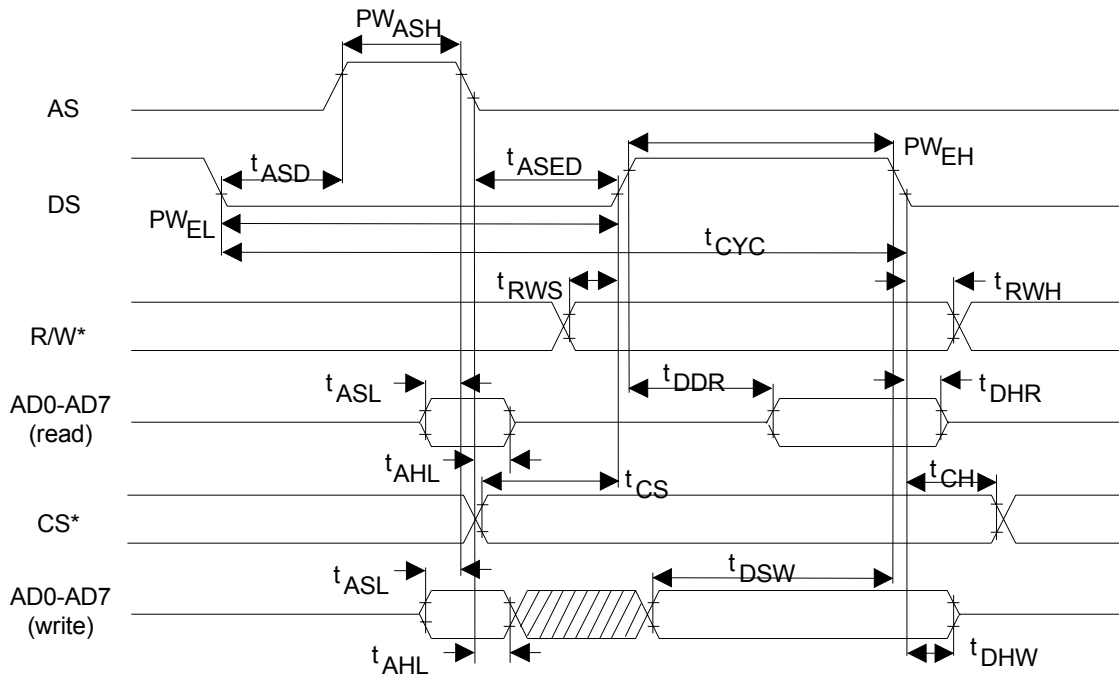 PWASH
AS
tASD
tASED
PWEH
DS
PWEL
tCYC
tRWS
tRWH
R/W*
tASL
tDDR
tDHR
AD0-AD7
(read)
tAHL
tCS
tCH
CS*
tASL
tDSW
AD0-AD7
(write)
tAHL
tDHW